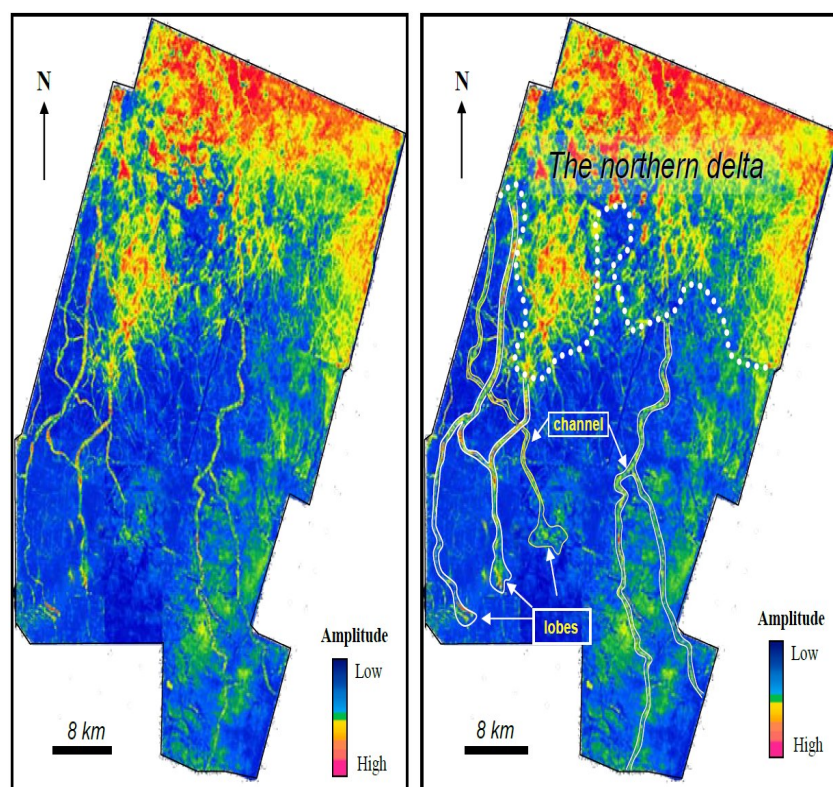 N
Amplitude
Low
High
8 km
N
The northern delta
channel
lobes
Amplitude
Low
High
8 km